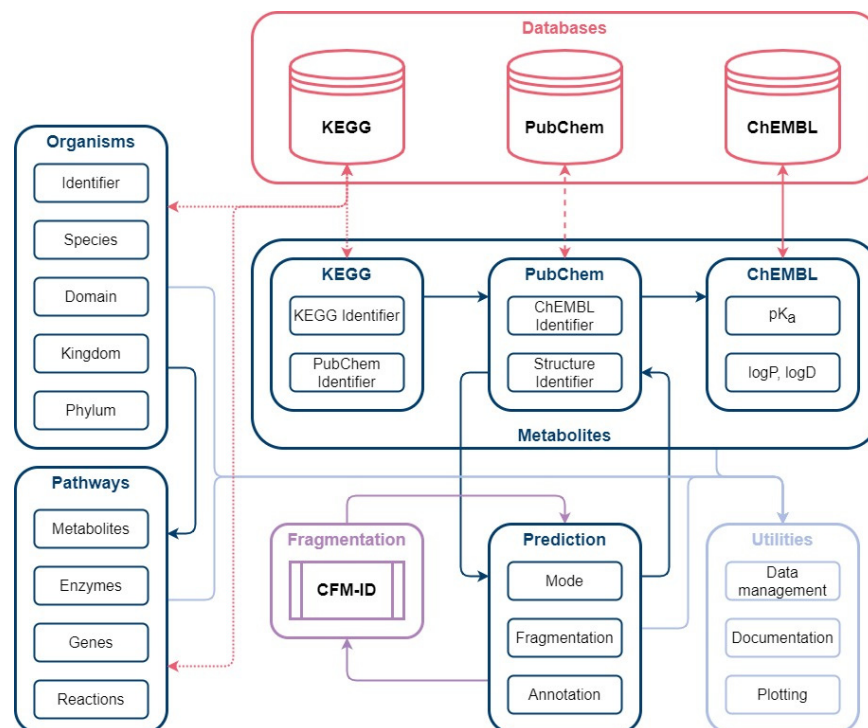 Databases
KEGG
PubChem
ChEMBL
Organisms
Identifier
Species
Domain
Kingdom
Phylum
KEGG
KEGG Identifier
PubChem
Identifier
PubChem
ChEMBL
Identifier
Structure
Identifier
ChEMBL
pKa
logP, logD
Metabolites
Pathways
Metabolites
Enzymes
Genes
Reactions
Fragmentation
CFM-ID
Prediction
Mode
Fragmentation
Annotation
Utilities
Data
management
Documentation
Plotting